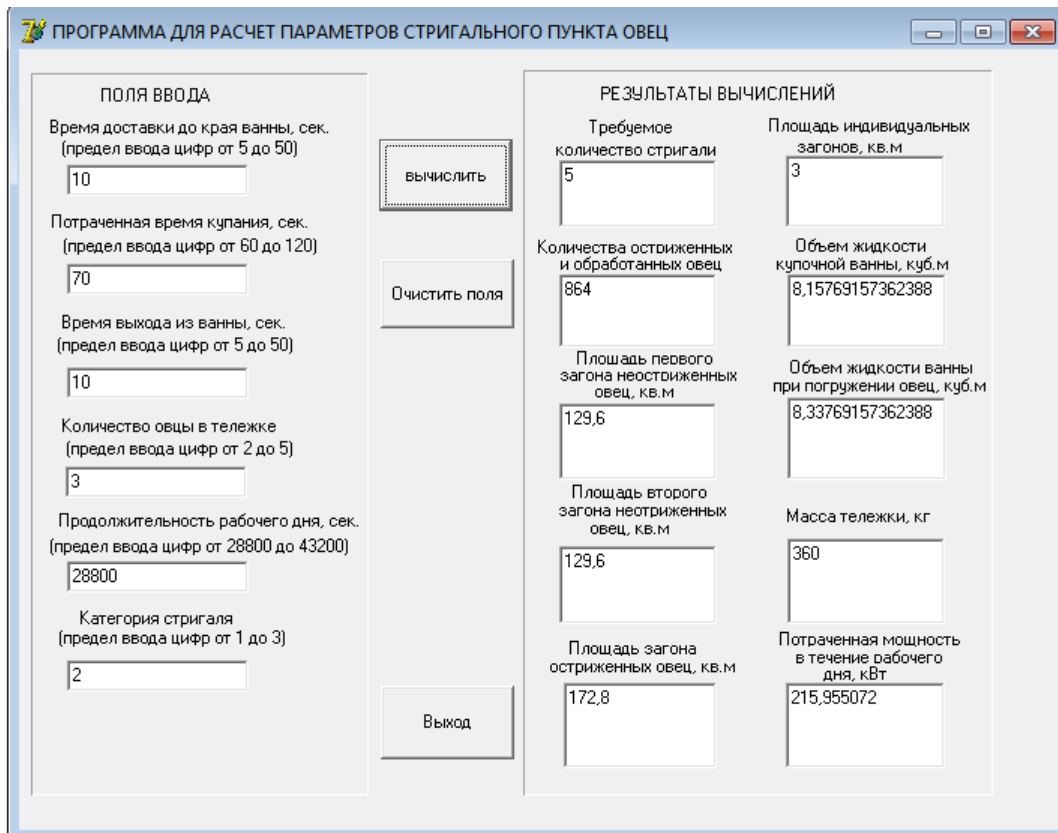 ПРОГРАММА ДЛЯ РАСЧЕТ ПАРАМЕТРОВ СТРИГАЛЬНОГО ПУНКТА ОВЕЦ
ПОЛЯ ВВОДА
Время доставки до края ванны, сек.
(предел ввода цифр от 5 до 50)
10
Потраченная время купания, сек.
(предел ввода цифр от 60 до 120)
70
Время выхода из ванны, сек.
(предел ввода цифр от 5 до 50)
10
Количество овцы в тележке
(предел ввода цифр от 2 до 5)
3
Продолжительность рабочего дня, сек.
(предел ввода цифр от 28800 до 43200)
28800
Категория стригаля
(предел ввода цифр от 1 до 3)
2
вычислить
Очистить поля
Выход
РЕЗУЛЬТАТЫ ВЫЧИСЛЕНИЙ
Требуемое
количество стригали
5
Количества остриженных
и обработанных овец
864
Площадь первого
загона неостриженных
овец, кв.м
129,6
Площадь второго
загона неотриженных
овец, кв.м
129,6
Площадь загона
остриженных овец, кв.м
172,8
Площадь индивидуальных
загонов, кв.м
3
Объем жидкости
купочной ванны, куб.м
8,15769157362388
Объем жидкости ванны
при погружении овец, куб.м
8,33769157362388
Масса тележки, кг
360
Потраченная мощность
в течение рабочего
дня, кВт
215,955072